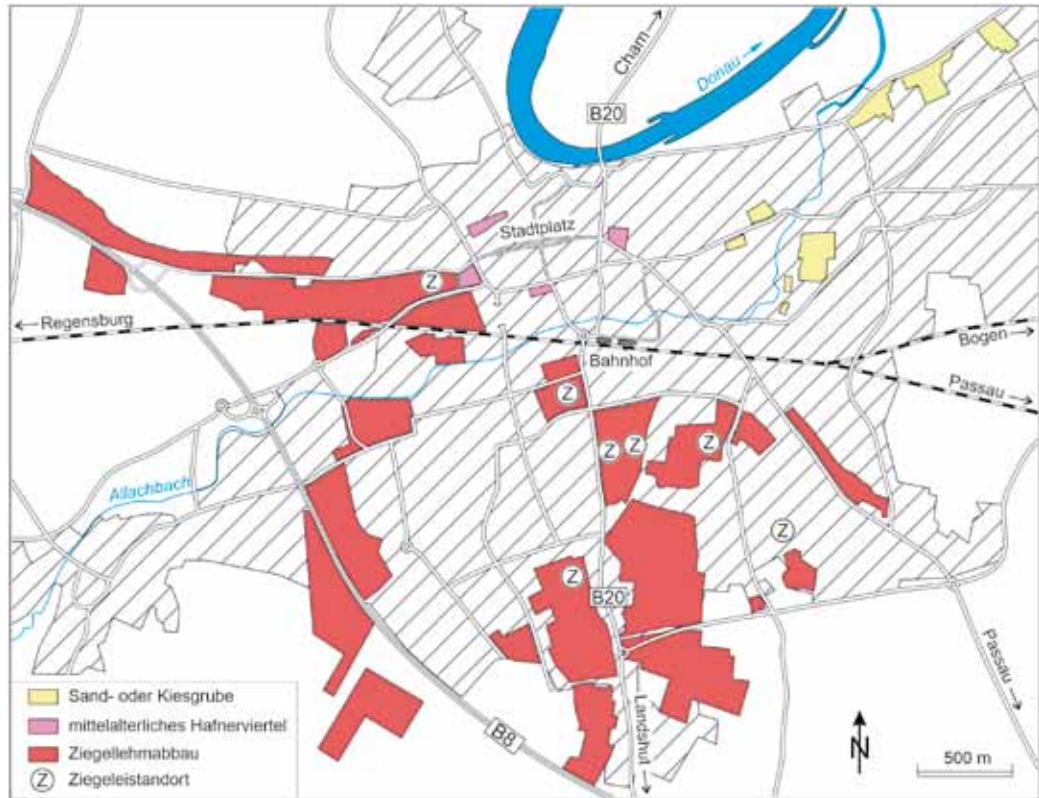 Cham
Donau
B20
Stadtplatz
Z
Regensburg
Bogen
Bahnhof
Passau
Z
Z
Z
Z
Allachbach
Z
Z
B20
Passau
Landshut
B8
Sand- oder Kiesgrube
mittelalterliches Hafnerviertel
Ziegellehmabbau
Z Ziegeleistandort
N
500 m